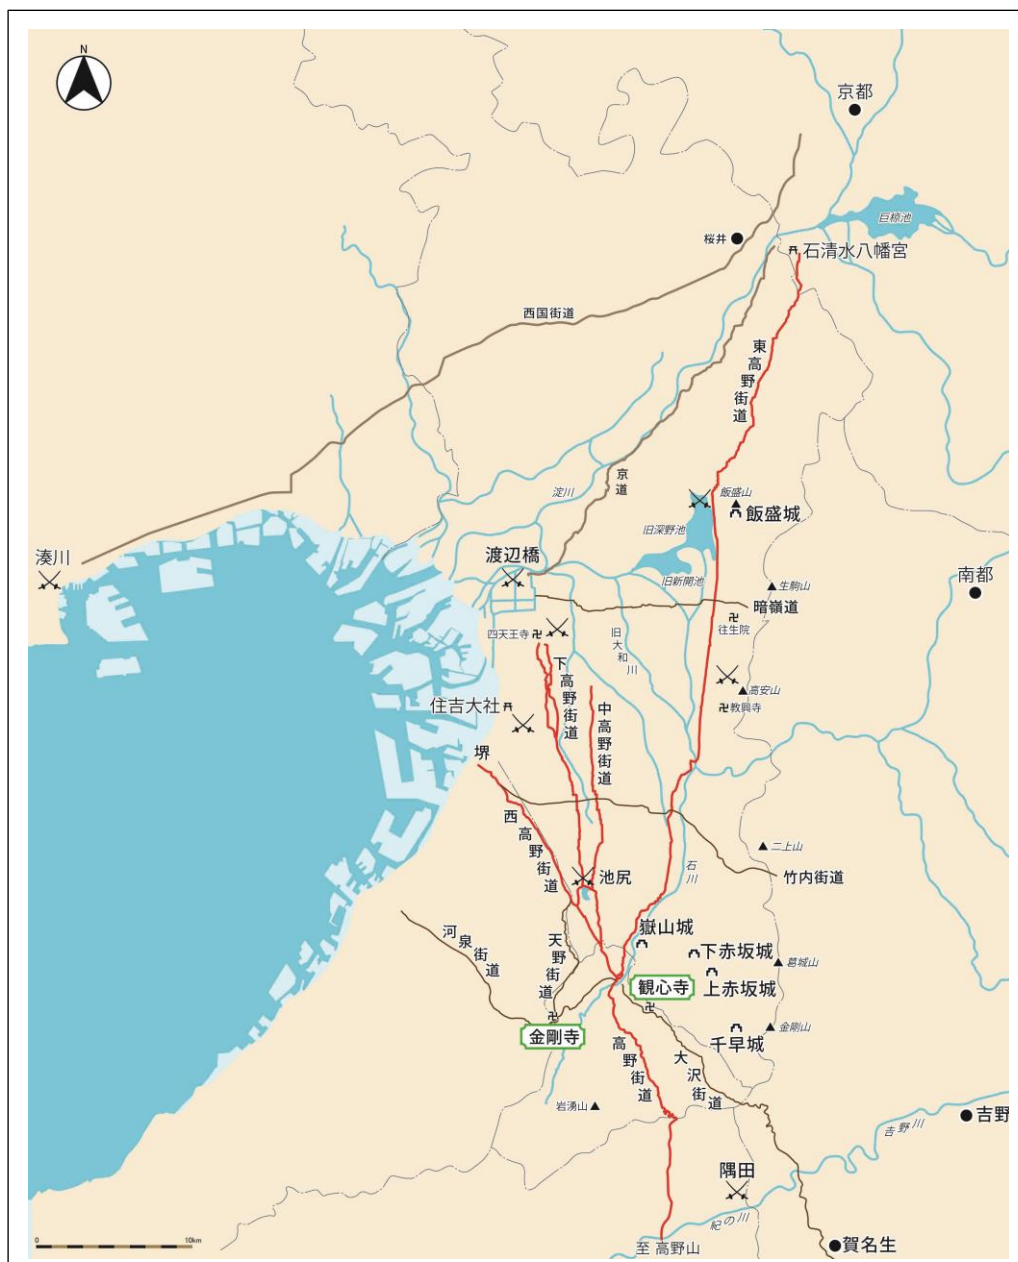 N
京都
巨椋池
桜井
石清水八幡宮
西国街道
東高野街道
京道
淀川
飯盛山
飯盛城
旧深野池
湊川
渡辺橋
旧新開池
生駒山
南都
暗嶺道
往生院
四天王寺
旧大和川
下高野街道
高安山
住吉大社
教興寺
中高野街道
堺
西高野街道
二上山
石川
竹内街道
池尻
嶽山城
河泉街道
天野街道
下赤坂城
葛城山
上赤坂城
観心寺
金剛寺
千早城
金剛山
高野街道
大沢街道
岩湧山
吉野
吉野川
隅田
紀の川
至 高野山
賀名生
0
10km